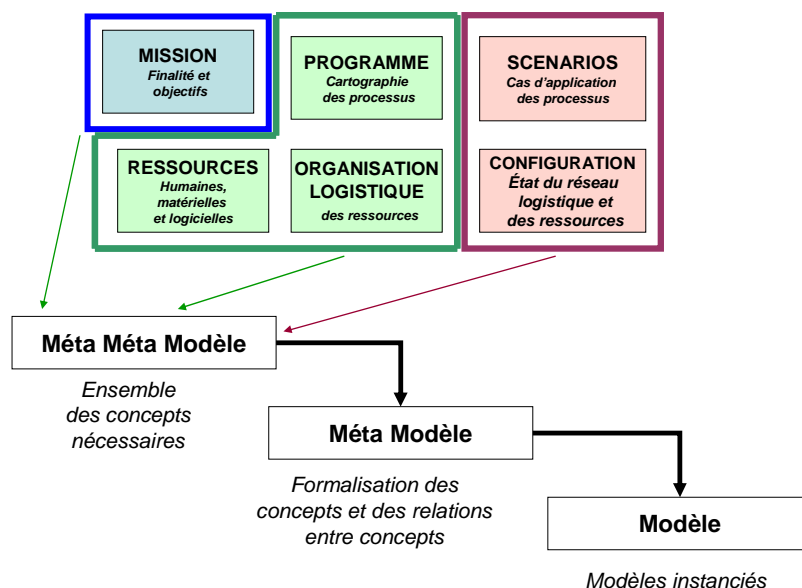 MISSION
Finalité et
objectifs
PROGRAMME
Cartographie
des processus
SCENARIOS
Cas d'application
des processus
RESSOURCES
Humaines,
matérielles
et logicielles
ORGANISATION
LOGISTIQUE
des ressources
CONFIGURATION
État du réseau
logistique et
des ressources
Méta Méta Modèle
Ensemble
des concepts
nécessaires
Méta Modèle
Formalisation des
concepts et des relations
entre concepts
Modèle
Modèles instanciés